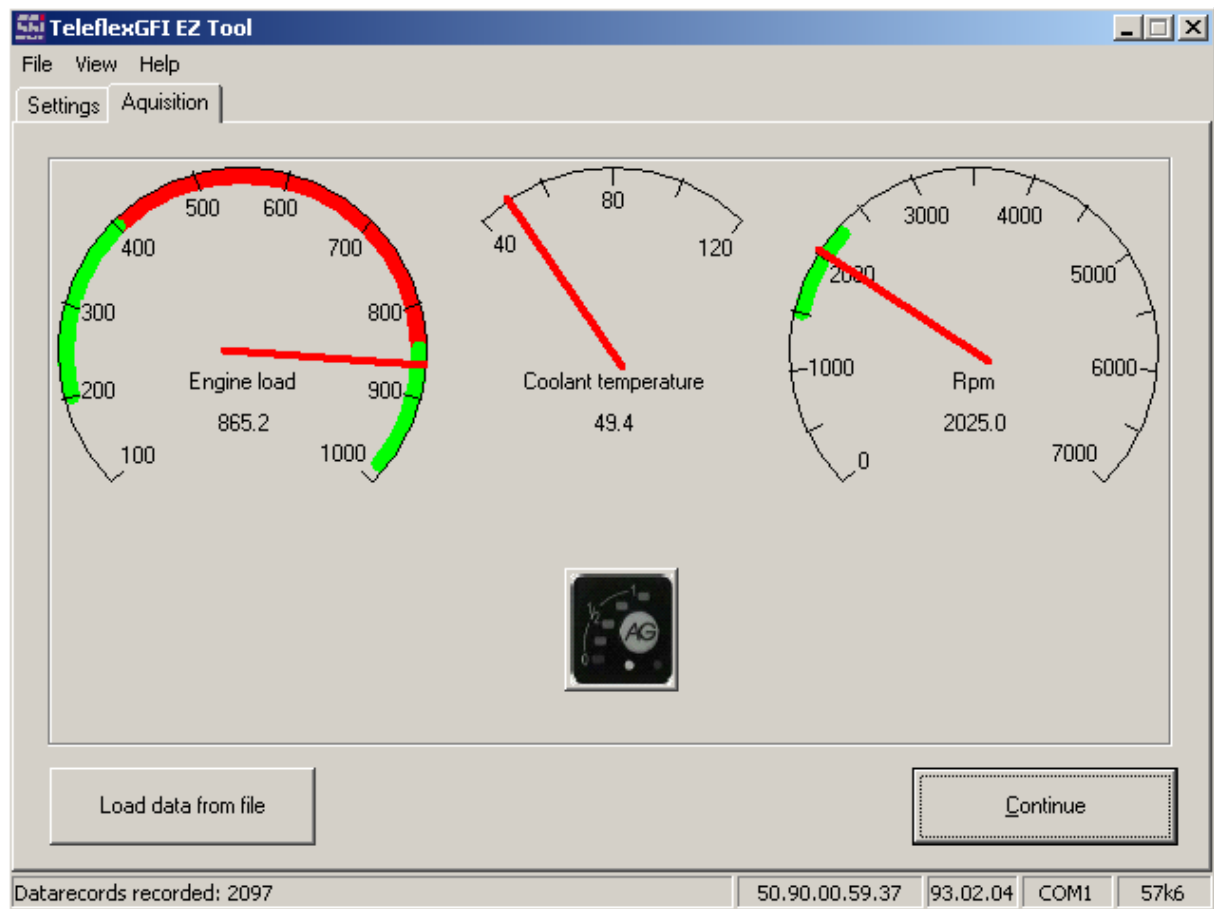 TeleflexGFI EZ Tool
File View Help
Settings Aquisition
100
200
300
400
500
600
700
800
900
1000
Engine load
865.2
40
80
120
Coolant temperature
49.4
0
1000
2000
3000
4000
5000
6000
7000
Rpm
2025.0
0
1/2
1
AG
Load data from file
Continue
Datarecords recorded: 2097 50.90.00.59.37 93.02.04 COM1 57k6